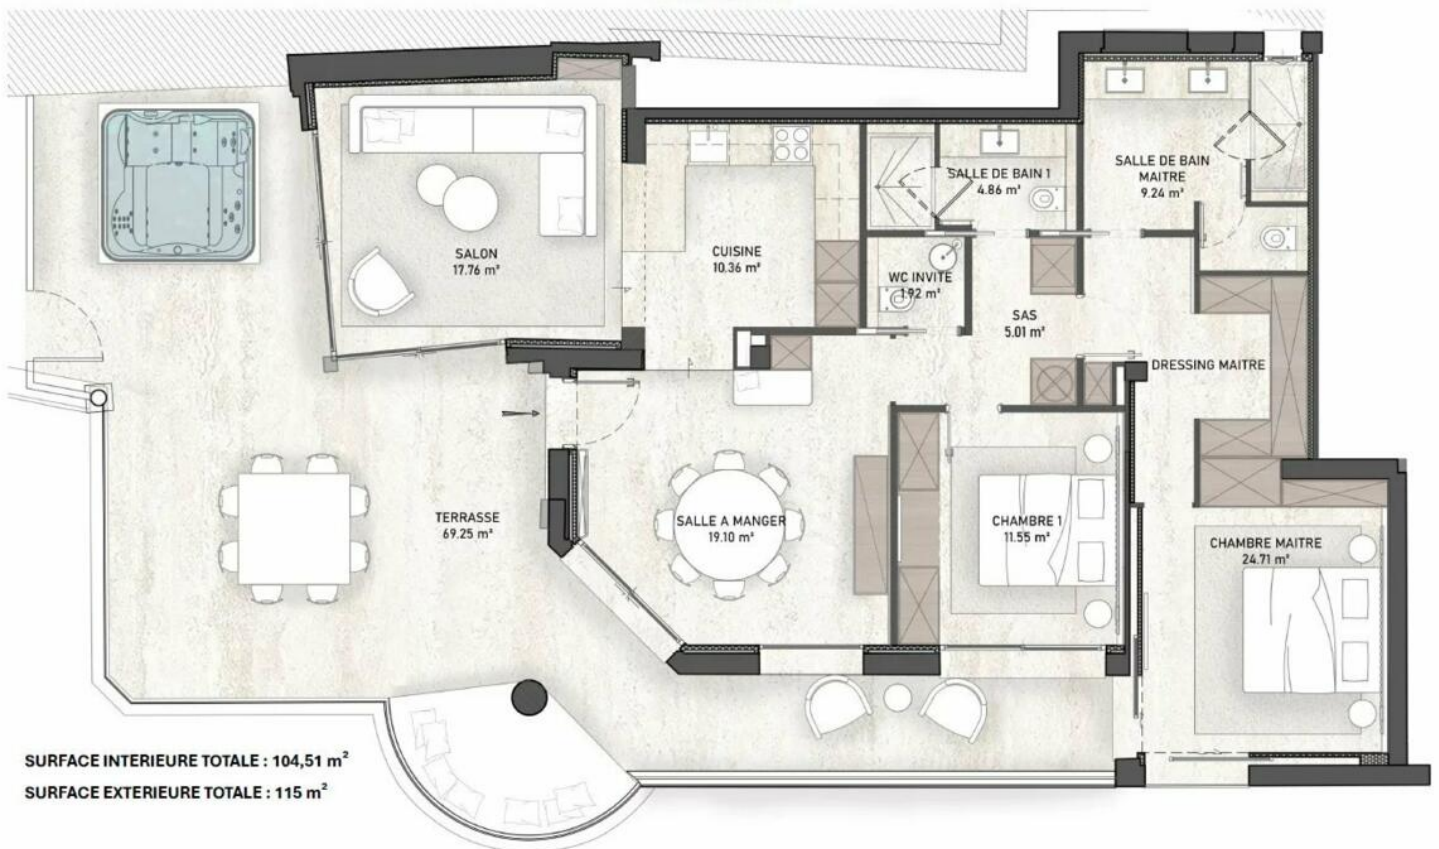 SALON
17.76 m²
CUISINE
10.36 m²
SALLE DE BAIN 1
4.86 m²
SALLE DE BAIN
MAITRE
9.24 m²
WC INVITE
1.92 m²
SAS
5.01 m²
DRESSING MAITRE
TERRASSE
69.25 m²
SALLE A MANGER
19.10 m²
CHAMBRE 1
11.55 m²
CHAMBRE MAITRE
24.71 m²
SURFACE INTERIEURE TOTALE : 104,51 m²
SURFACE EXTERIEURE TOTALE : 115 m²